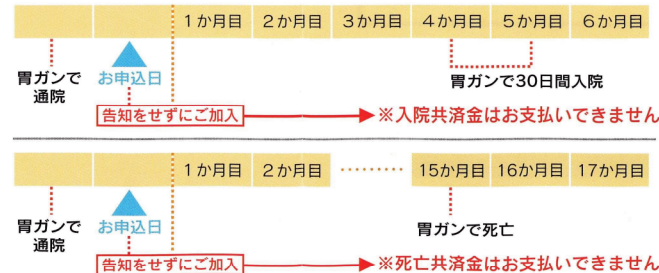 1か月目 2か月目 3か月目 4か月目 5か月目 6か月目
胃ガンで
通院
お申込日
胃ガンで30日間入院
告知をせずにご加入
※入院共済金はお支払いできません
1か月目 2か月目 15か月目 16か月目 17か月目
胃ガンで
通院
お申込日
胃ガンで死亡
告知をせずにご加入
※死亡共済金はお支払いできません